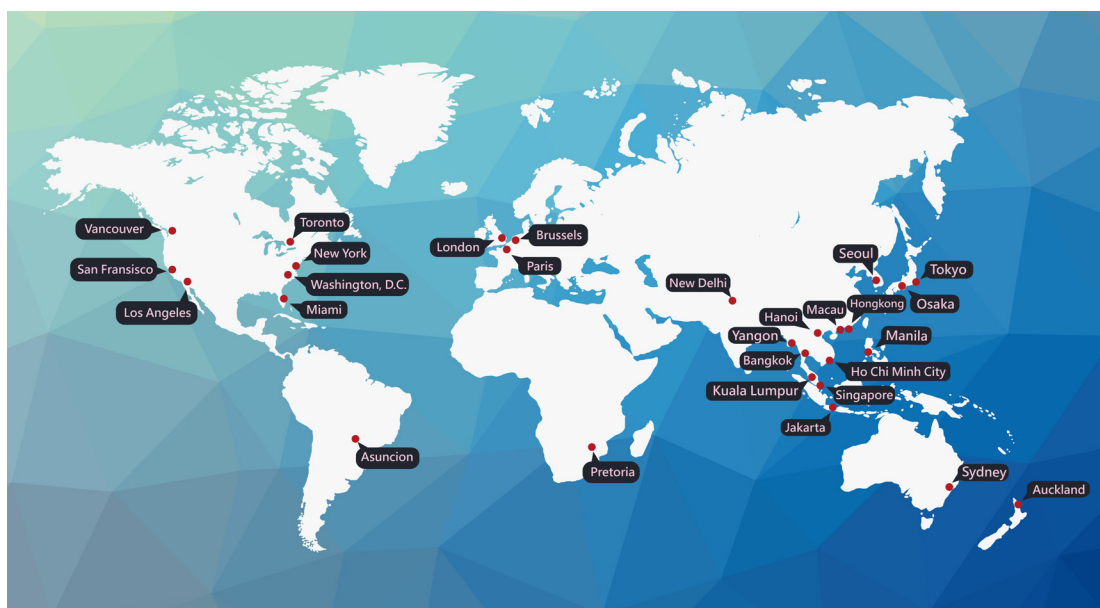 Vancouver
Toronto
San Fransisco
New York
Washington, D.C.
Los Angeles
Miami
Asuncion
London
Brussels
Paris
Pretoria
New Delhi
Seoul
Tokyo
Osaka
Hanoi
Macau
Hongkong
Yangon
Manila
Bangkok
Ho Chi Minh City
Kuala Lumpur
Singapore
Jakarta
Sydney
Auckland